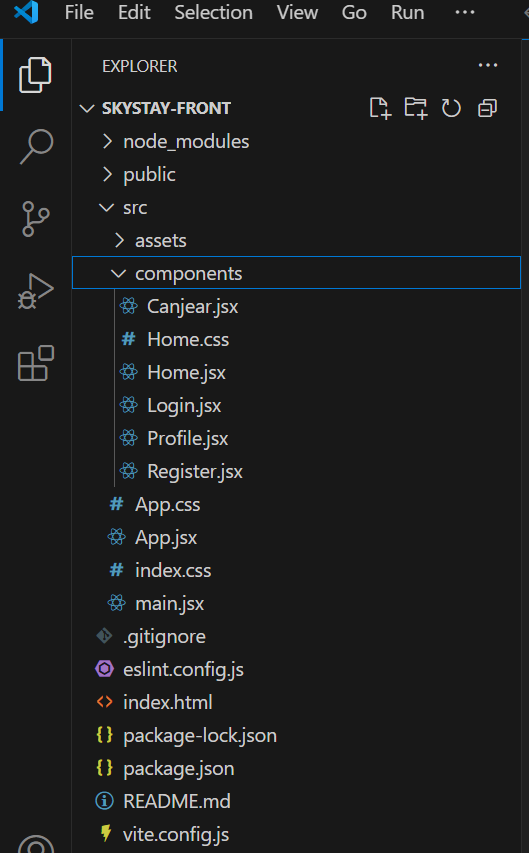 File Edit Selection View Go Run ...
EXPLORER ...
SKYSTAY-FRONT
node_modules
public
src
assets
components
Canjear.jsx
# Home.css
Home.jsx
Login.jsx
Profile.jsx
Register.jsx
# App.css
App.jsx
# index.css
main.jsx
.gitignore
eslint.config.js
<> index.html
{} package-lock.json
{} package.json
README.md
vite.config.js